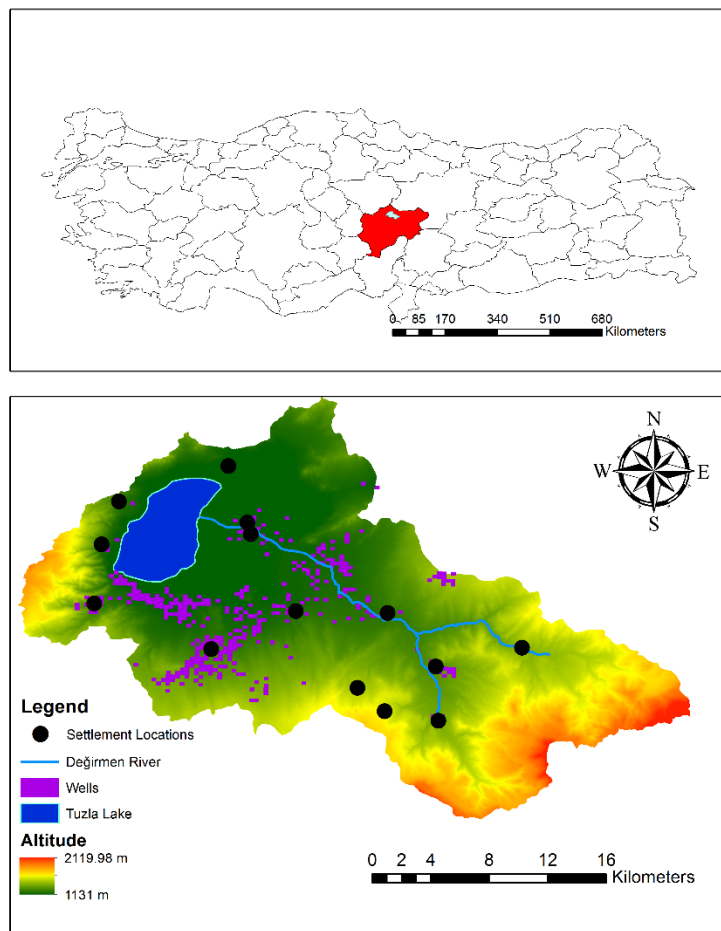 0 85 170 340 510 680
Kilometers
N
W E
S
Legend
Settlement Locations
Değirmen River
Wells
Tuzla Lake
Altitude
2119.98 m
1131 m
0 1 2 4 8 12 16
Kilometers